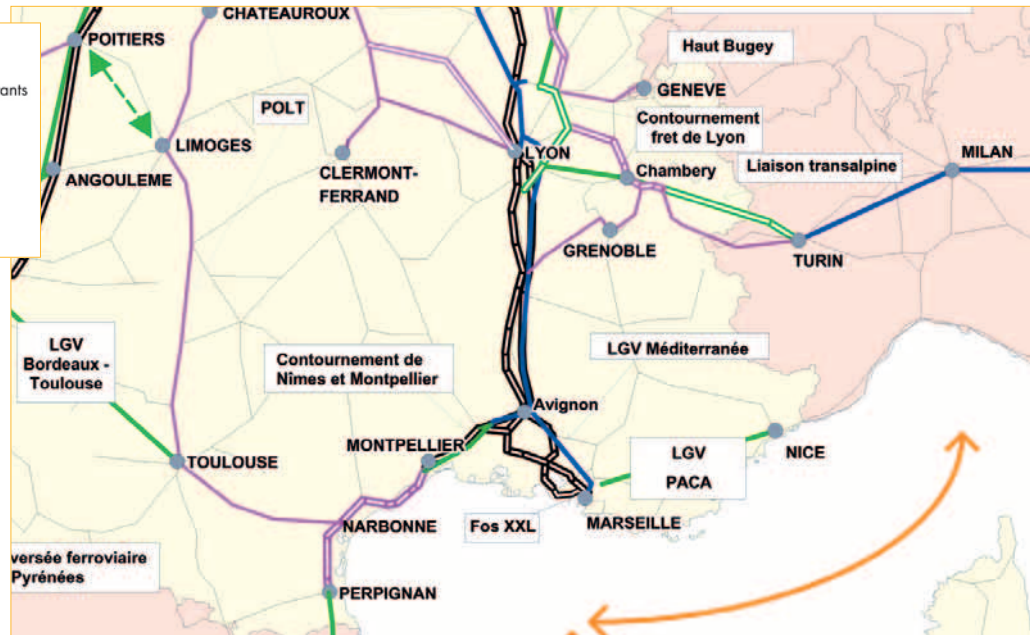 CHATEAUROUX
POITIERS
ants
Haut Bugey
GENEVE
POLT
Contournement
fret de Lyon
LIMOGES
LYON
MILAN
ANGOULEME
CLERMONT-
FERRAND
Chambery
Liaison transalpine
GRENOBLE
TURIN
LGV
Bordeaux -
Toulouse
Contournement de
Nîmes et Montpellier
LGV Méditerranée
Avignon
MONTPELLIER
LGV
PACA
NICE
TOULOUSE
NARBONNE
Fos XXL
MARSEILLE
versée ferroviaire
Pyrénées
PERPIGNAN